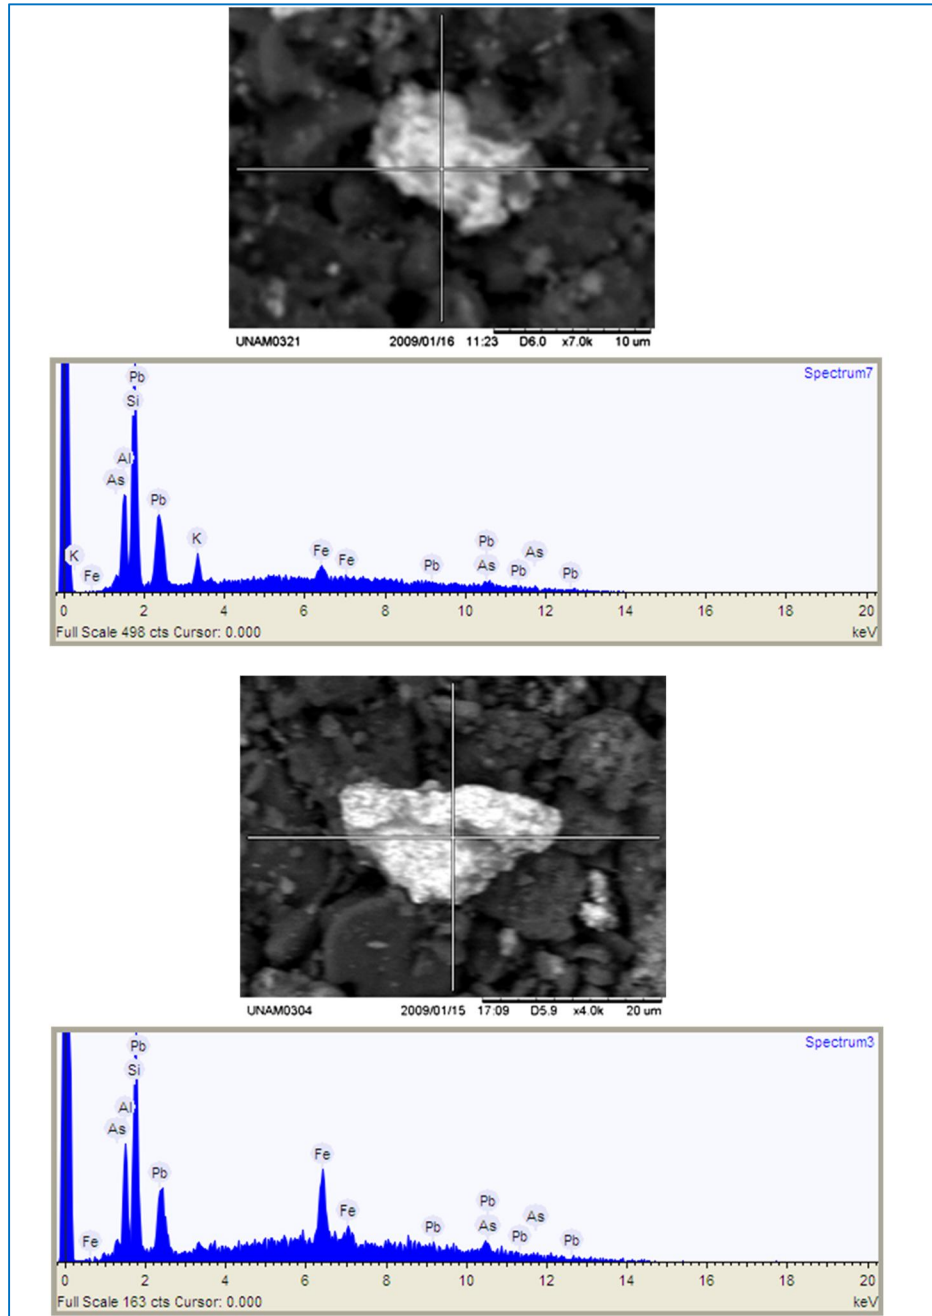 UNAM0321 2009/01/16 11:23 D6.0 x7.0k 10 um
Spectrum7
Pb
Si
Al
As
Pb
K
K
Fe
Fe
Fe
Pb
Pb
As
As
Pb
Pb
0 2 4 6 8 10 12 14 16 18 20
Full Scale 498 cts Cursor: 0.000 keV
UNAM0304 2009/01/15 17:09 D5.9 x4.0k 20 um
Spectrum3
Pb
Si
Al
As
Pb
Fe
Fe
Fe
Pb
Pb
As
As
Pb
Pb
0 2 4 6 8 10 12 14 16 18 20
Full Scale 163 cts Cursor: 0.000 keV